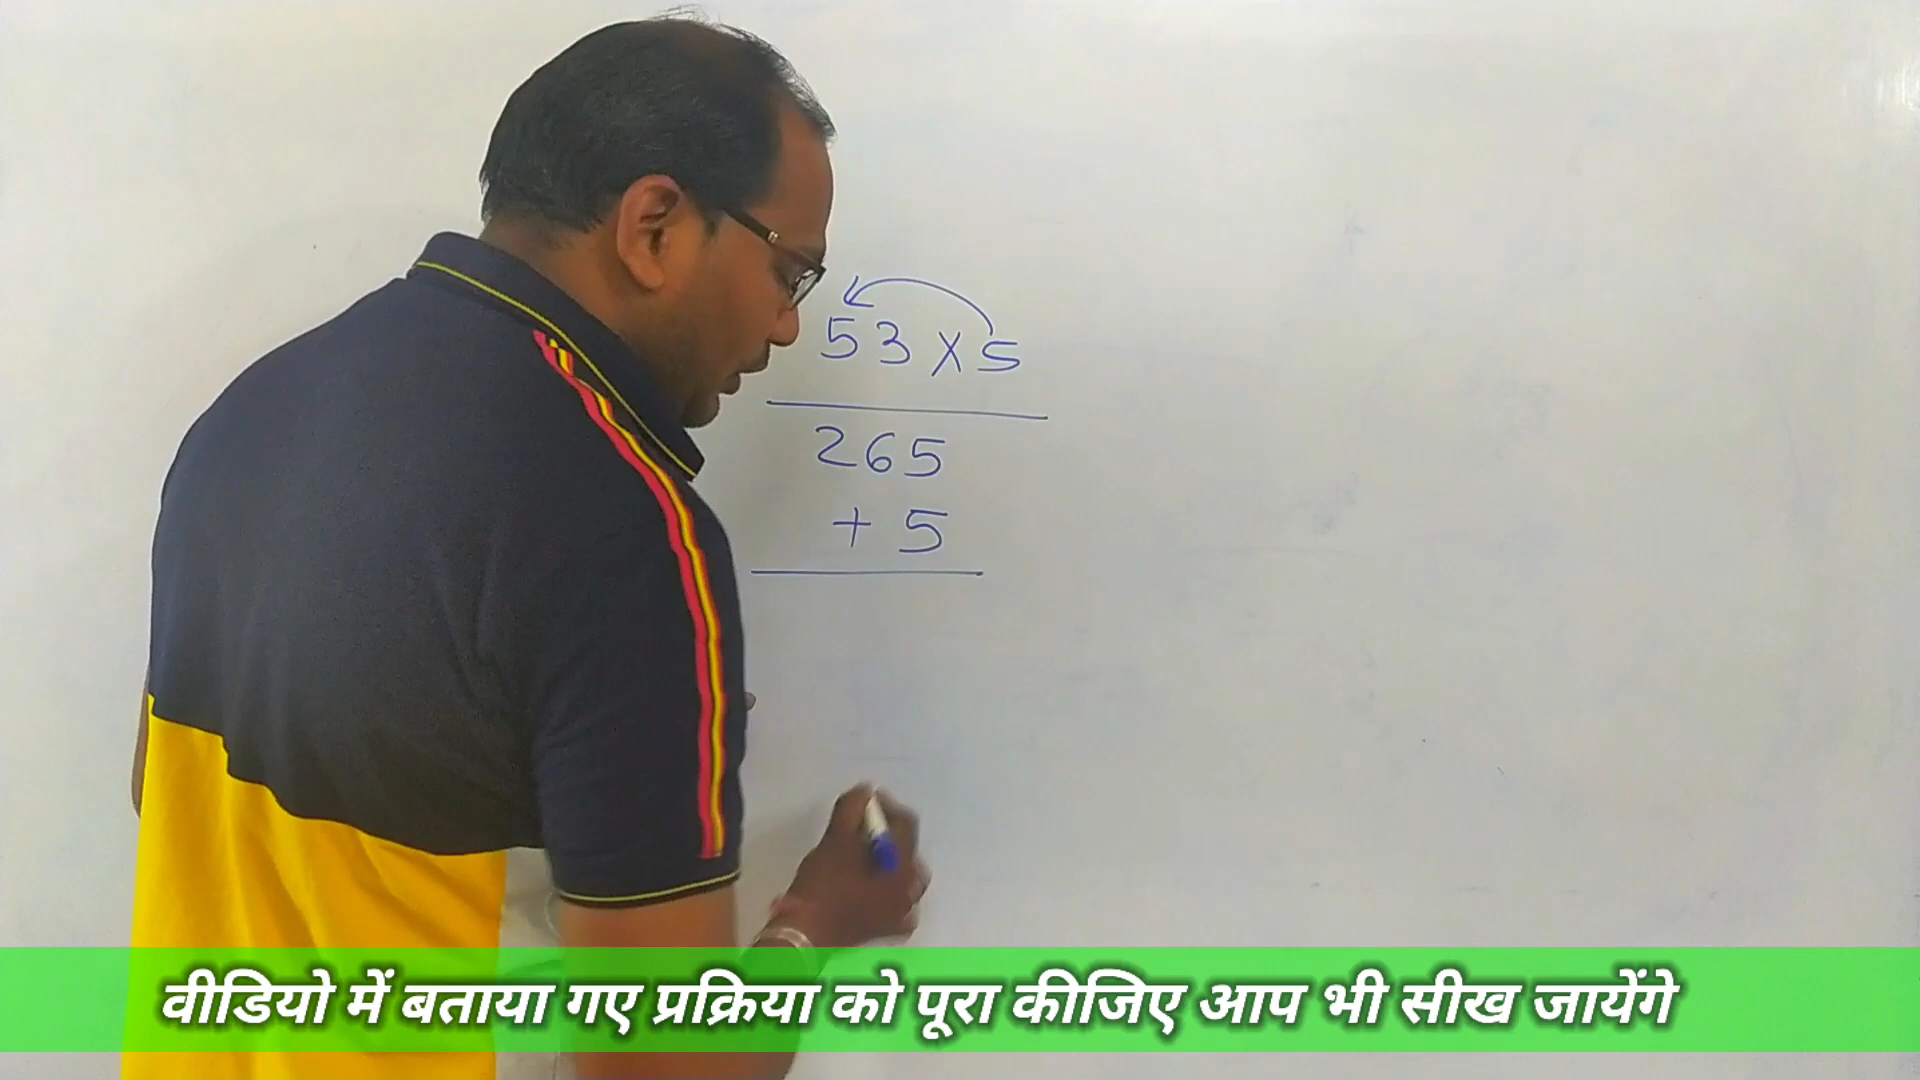 53 x 5
265
+ 5
वीडियो में बताया गए प्रक्रिया को पूरा कीजिए आप भी सीख जायेंगे